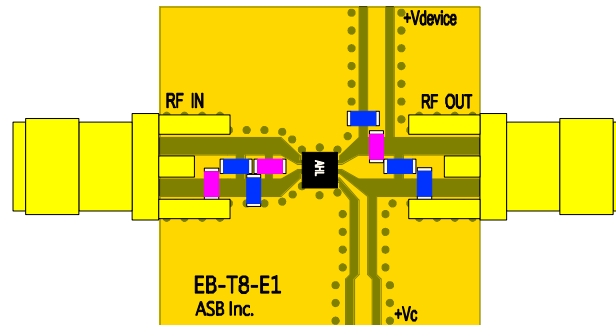 +Vdevice
RF IN
RF OUT
AHL
EB-T8-E1
ASB Inc.
+Vc